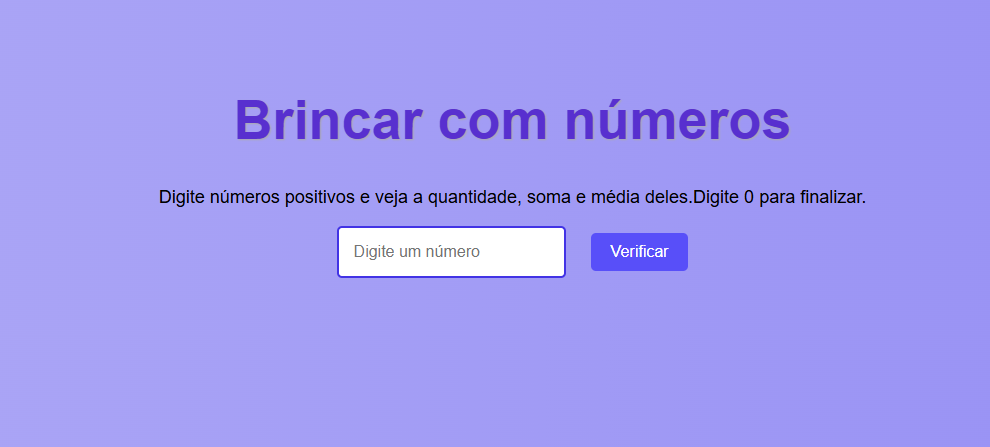 Brincar com números
Digite números positivos e veja a quantidade, soma e média deles.Digite 0 para finalizar.
Digite um número
Verificar